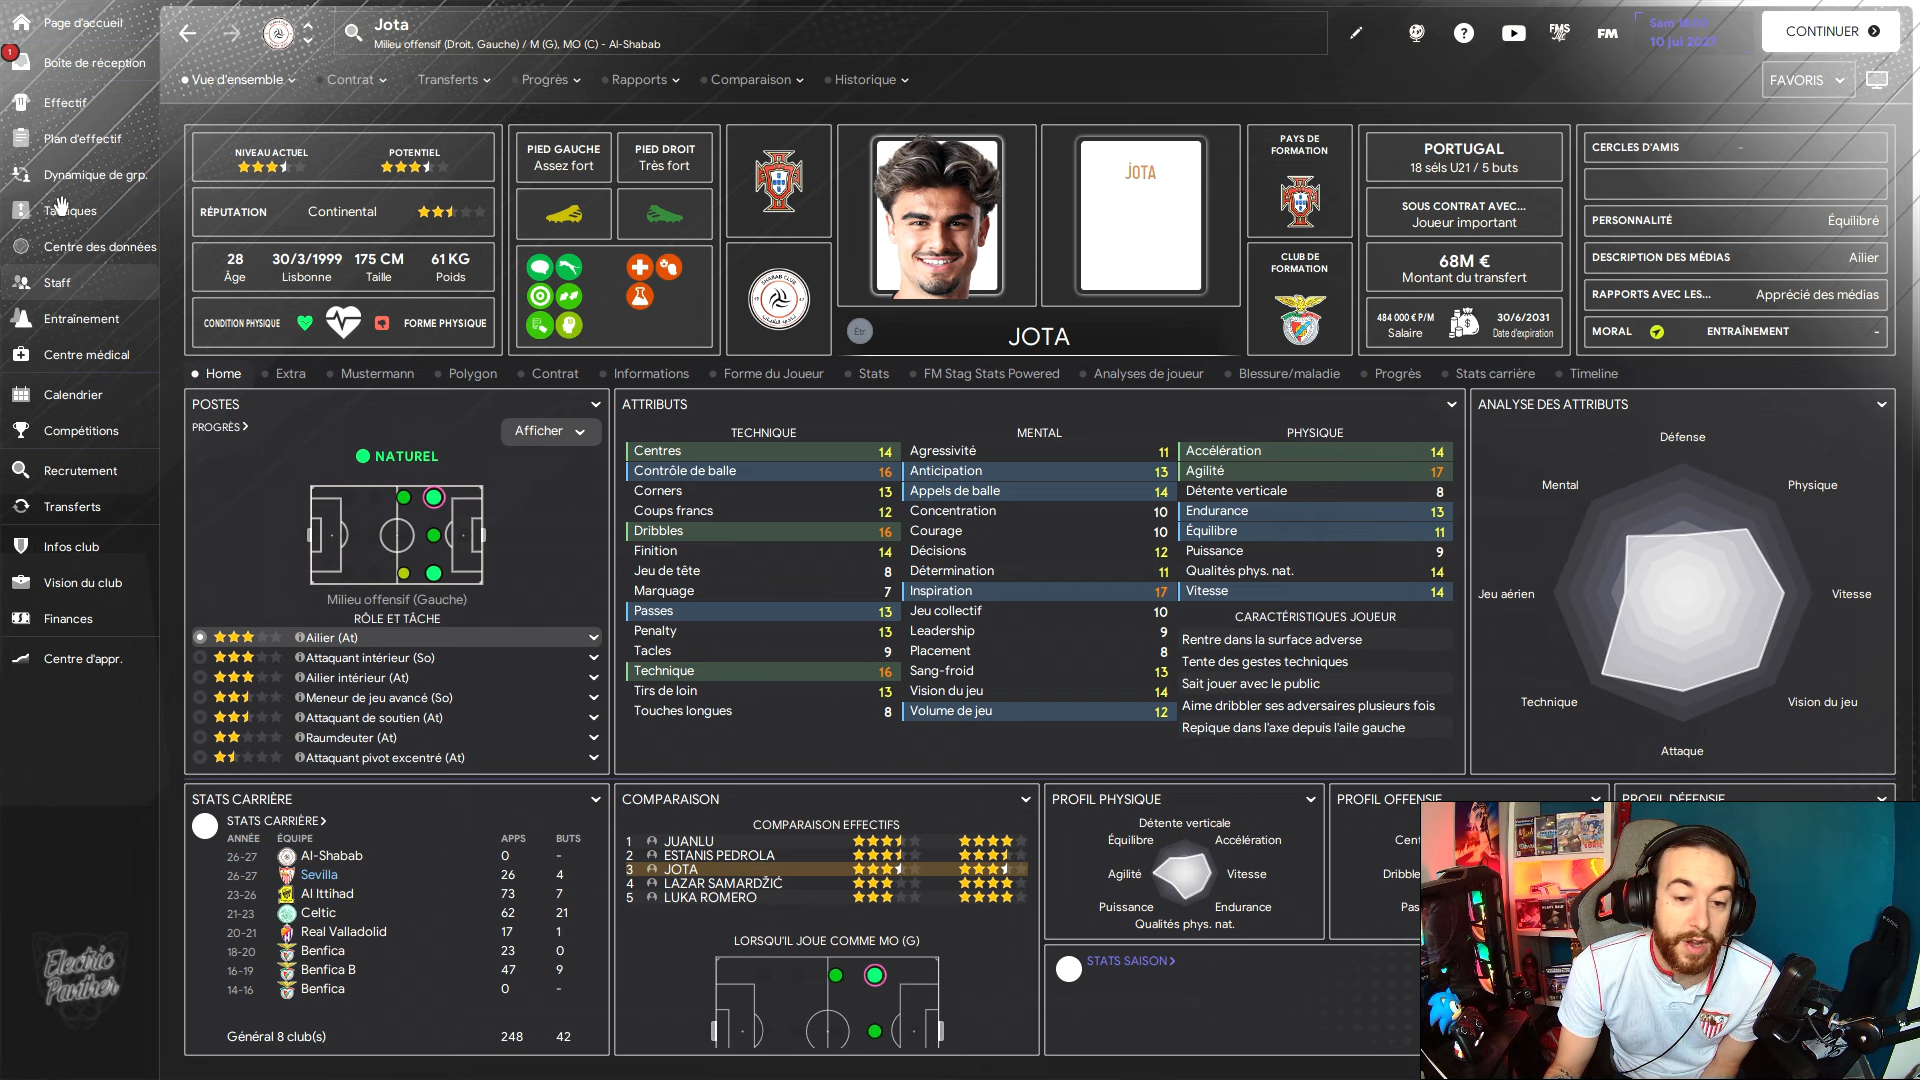 Page d'accueil
1
Boîte de réception
Effectif
Plan d'effectif
Dynamique de grp.
Centre des données
Staff
Entraînement
Centre médical
Calendrier
Compétitions
Recrutement
Transferts
Infos club
Vision du club
Finances
Centre d'appr.
Electric
Panther
Jota
Milieu offensif (Droit, Gauche) / M (G), MO (C) - Al-Shabab
FMS
FM
Sam 18:00
10 jul 2027
CONTINUER
Vue d'ensemble
Contrat
Transferts
Progrès
Rapports
Comparaison
Historique
FAVORIS
NIVEAU ACTUEL
POTENTIEL
RÉPUTATION Continental
28 30/3/1999 175 CM 61 KG
Âge Lisbonne Taille Poids
CONDITION PHYSIQUE FORME PHYSIQUE
PIED GAUCHE
Assez fort
PIED DROIT
Très fort
JOTA
Étr
JOTA
PAYS DE
FORMATION
CLUB DE
FORMATION
PORTUGAL
18 séls U21 / 5 buts
SOUS CONTRAT AVEC...
Joueur important
68M €
Montant du transfert
484 000 € P/M
Salaire
30/6/2031
Date d'expiration
CERCLES D'AMIS -
PERSONNALITÉ Équilibré
DESCRIPTION DES MÉDIAS Ailier
RAPPORTS AVEC LES... Apprécié des médias
MORAL ENTRAÎNEMENT -
Home
Extra
Mustermann
Polygon
Contrat
Informations
Forme du Joueur
Stats
FM Stag Stats Powered
Analyses de joueur
Blessure/maladie
Progrès
Stats carrière
Timeline
POSTES
PROGRÈS
Afficher
NATUREL
Milieu offensif (Gauche)
RÔLE ET TÂCHE
Ailier (At)
Attaquant intérieur (So)
Ailier intérieur (At)
Meneur de jeu avancé (So)
Attaquant de soutien (At)
Raumdeuter (At)
Attaquant pivot excentré (At)
ATTRIBUTS
TECHNIQUE
Centres 14
Contrôle de balle 16
Corners 13
Coups francs 12
Dribbles 16
Finition 14
Jeu de tête 8
Marquage 7
Passes 13
Penalty 13
Tacles 9
Technique 16
Tirs de loin 13
Touches longues 8
MENTAL
Agressivité 11
Anticipation 13
Appels de balle 14
Concentration 10
Courage 10
Décisions 12
Détermination 11
Inspiration 17
Jeu collectif 10
Leadership 9
Placement 8
Sang-froid 13
Vision du jeu 14
Volume de jeu 12
PHYSIQUE
Accélération 14
Agilité 17
Détente verticale 8
Endurance 13
Équilibre 11
Puissance 9
Qualités phys. nat. 14
Vitesse 14
CARACTÉRISTIQUES JOUEUR
Rentre dans la surface adverse
Tente des gestes techniques
Sait jouer avec le public
Aime dribbler ses adversaires plusieurs fois
Repique dans l'axe depuis l'aile gauche
ANALYSE DES ATTRIBUTS
Défense
Mental
Physique
Jeu aérien
Vitesse
Technique
Vision du jeu
Attaque
STATS CARRIÈRE
STATS CARRIÈRE
ANNÉE ÉQUIPE APPS BUTS
26-27 Al-Shabab 0 -
26-27 Sevilla 26 4
23-26 Al Ittihad 73 7
21-23 Celtic 62 21
20-21 Real Valladolid 17 1
18-20 Benfica 23 0
16-19 Benfica B 47 9
14-16 Benfica 0 -
Général 8 club(s) 248 42
COMPARAISON
COMPARAISON EFFECTIFS
1 JUANLU
2 ESTANIS PEDROLA
3 JOTA
4 LAZAR SAMARDŽIĆ
5 LUKA ROMERO
LORSQU'IL JOUE COMME MO (G)
PROFIL PHYSIQUE
Détente verticale
Équilibre
Accélération
Agilité
Vitesse
Puissance
Endurance
Qualités phys. nat.
STATS SAISON
PROFIL OFFENSIF
Cent
Dribble
Pas
PROFIL DÉFENSIF